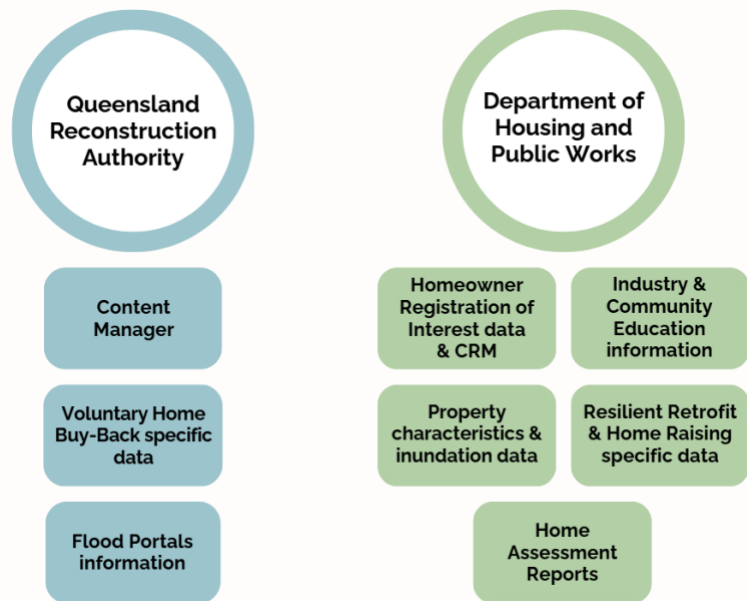 Queensland
Reconstruction
Authority
Content
Manager
Voluntary Home
Buy-Back specific
data
Flood Portals
information
Department of
Housing and
Public Works
Homeowner
Registration of
Interest data
& CRM
Industry &
Community
Education
information
Property
characteristics &
inundation data
Resilient Retrofit
& Home Raising
specific data
Home
Assessment
Reports